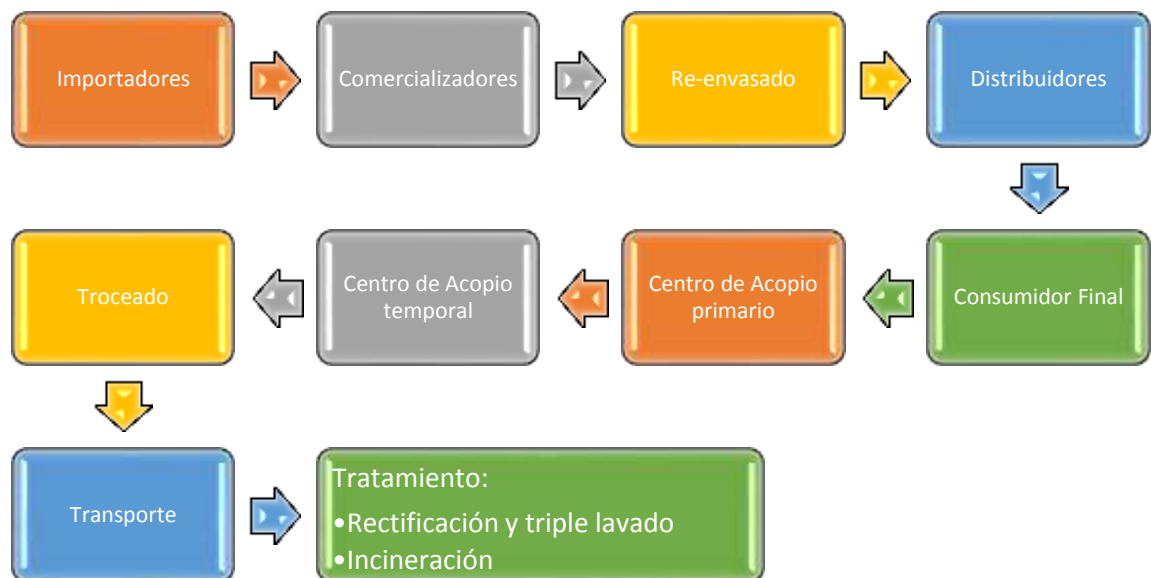 Importadores
Comercializadores
Re-envasado
Distribuidores
Consumidor Final
Centro de Acopio
primario
Centro de Acopio
temporal
Troceado
Transporte
Tratamiento:
•Rectificación y triple lavado
•Incineración